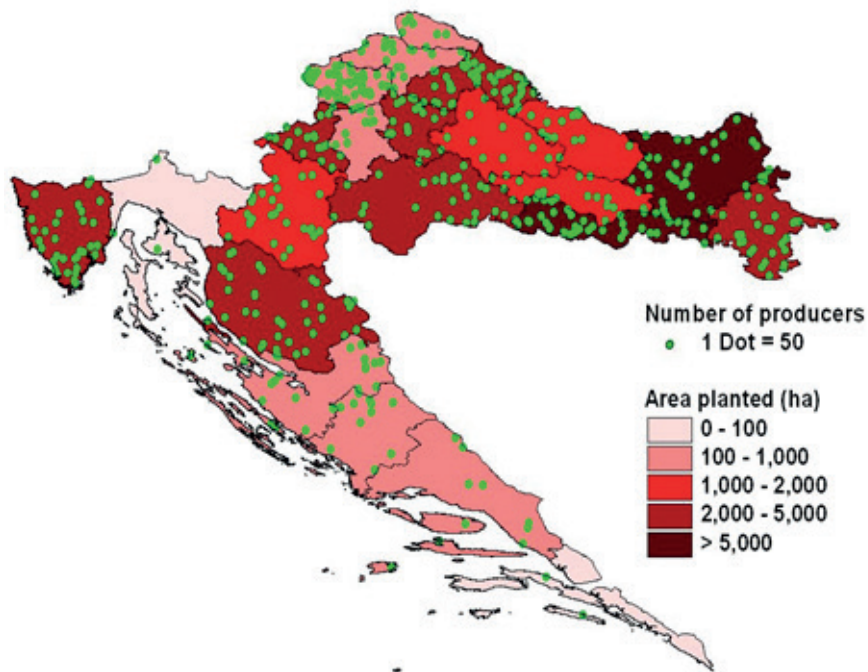 Number of producers
1 Dot = 50
Area planted (ha)
0 - 100
100 - 1,000
1,000 - 2,000
2,000 - 5,000
> 5,000